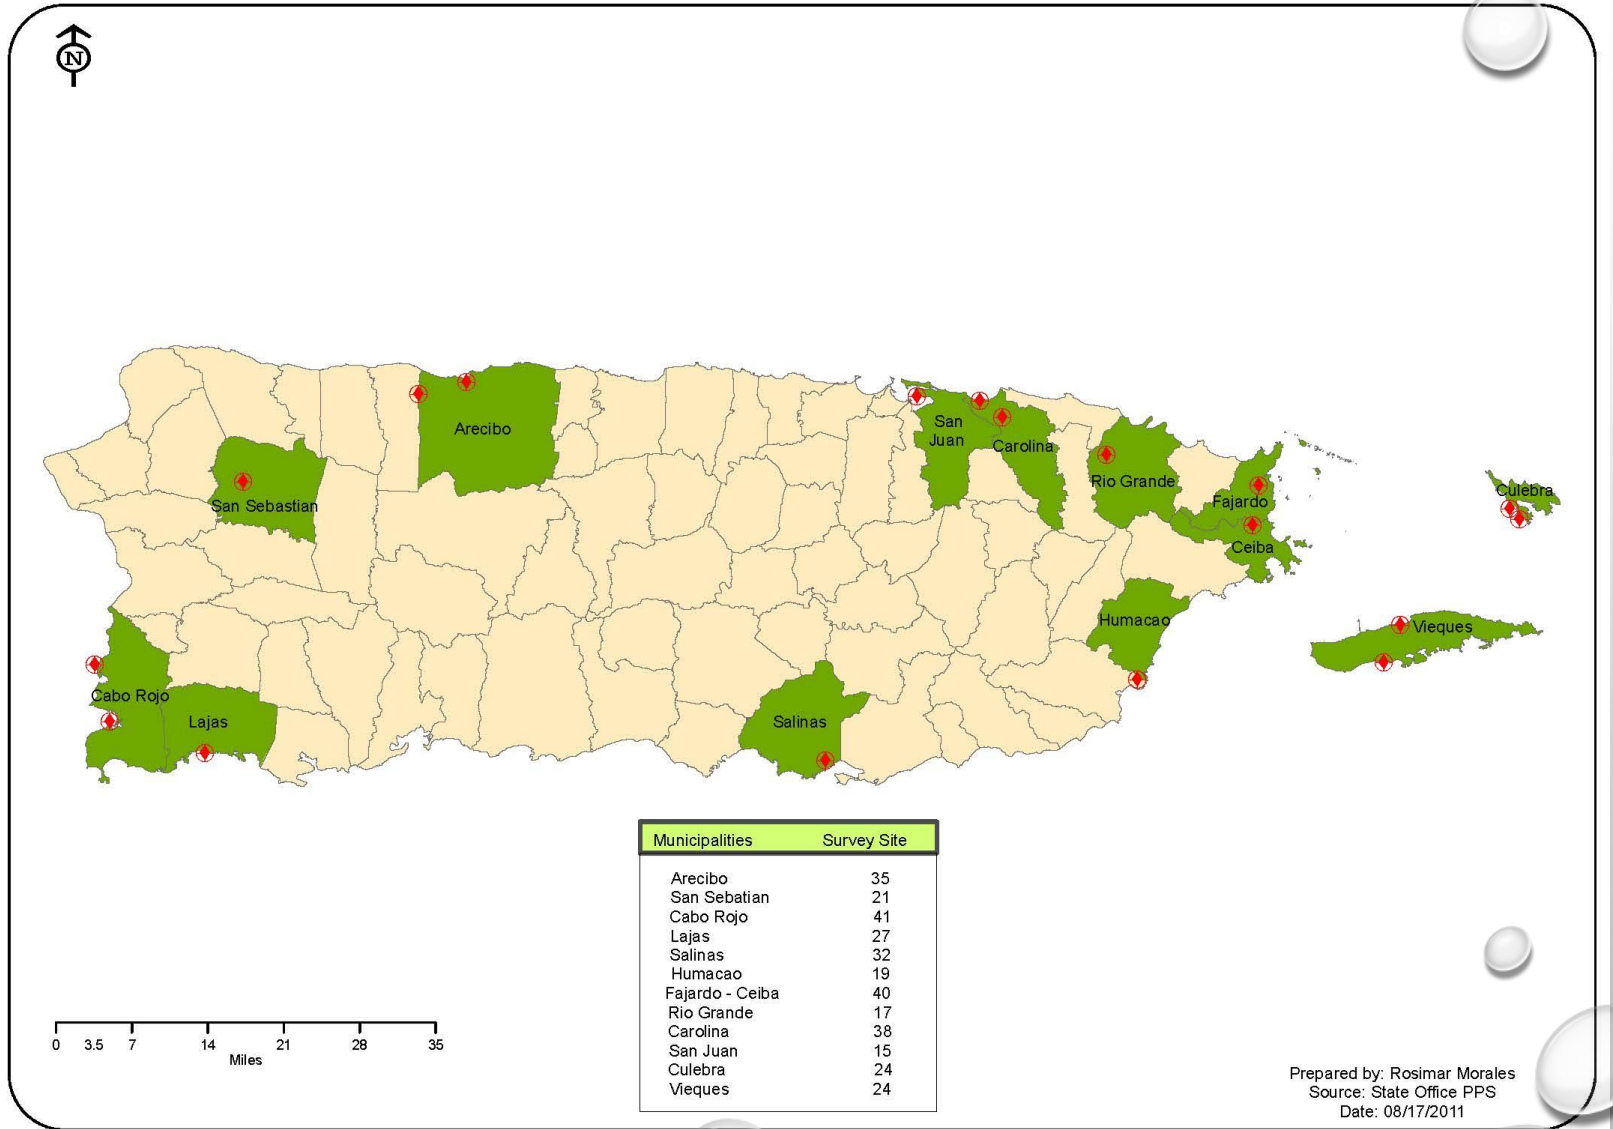 N
Arecibo
San
Juan
Carolina
San Sebastian
Rio Grande
Fajardo
Ceiba
Culebra
Humacao
Vieques
Cabo Rojo
Lajas
Salinas
Municipalities Survey Site
Arecibo 35
San Sebatian 21
Cabo Rojo 41
Lajas 27
Salinas 32
Humacao 19
Fajardo - Ceiba 40
Rio Grande 17
Carolina 38
San Juan 15
Culebra 24
Vieques 24
0 3.5 7 14 21 28 35
Miles
Prepared by: Rosimar Morales
Source: State Office PPS
Date: 08/17/2011